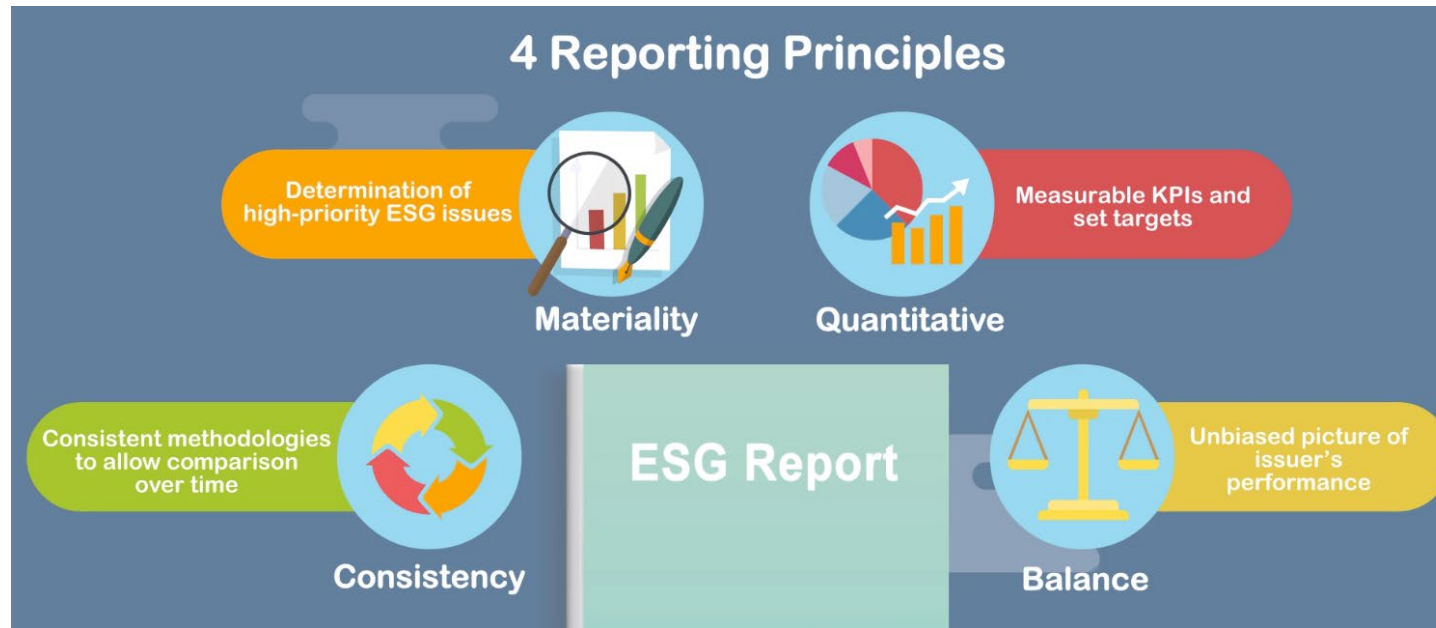 4 Reporting Principles
Determination of
high-priority ESG issues
Materiality
Measurable KPIs and
set targets
Quantitative
Consistent methodologies
to allow comparison
over time
Consistency
ESG Report
Unbiased picture of
issuer's
performance
Balance